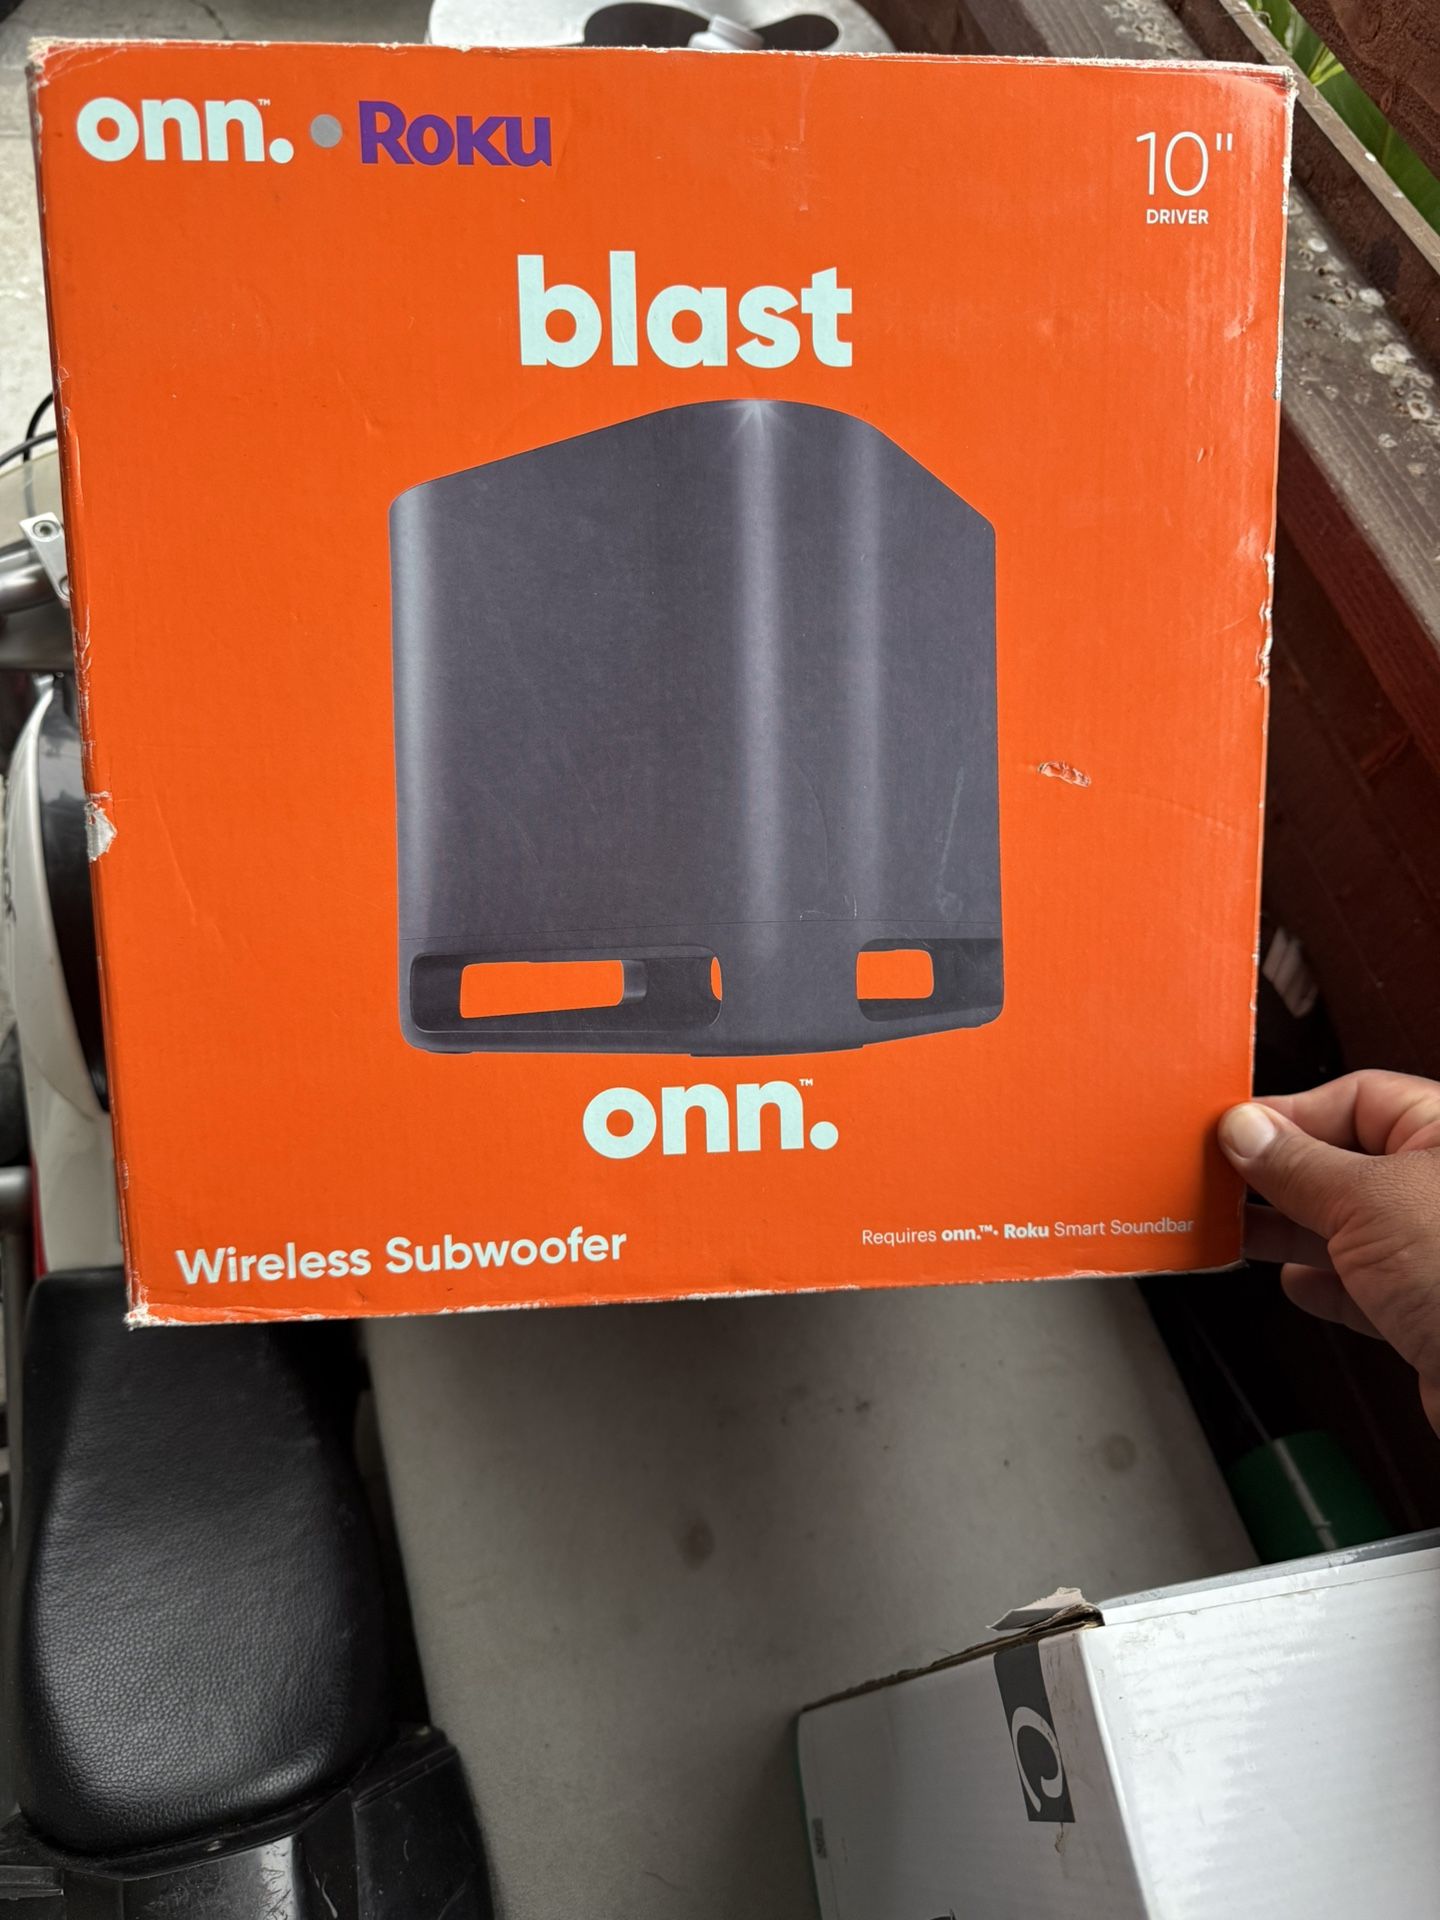 onn.™ • Roku
10"
DRIVER
blast
onn.™
Wireless Subwoofer
Requires onn.™• Roku Smart Soundbar